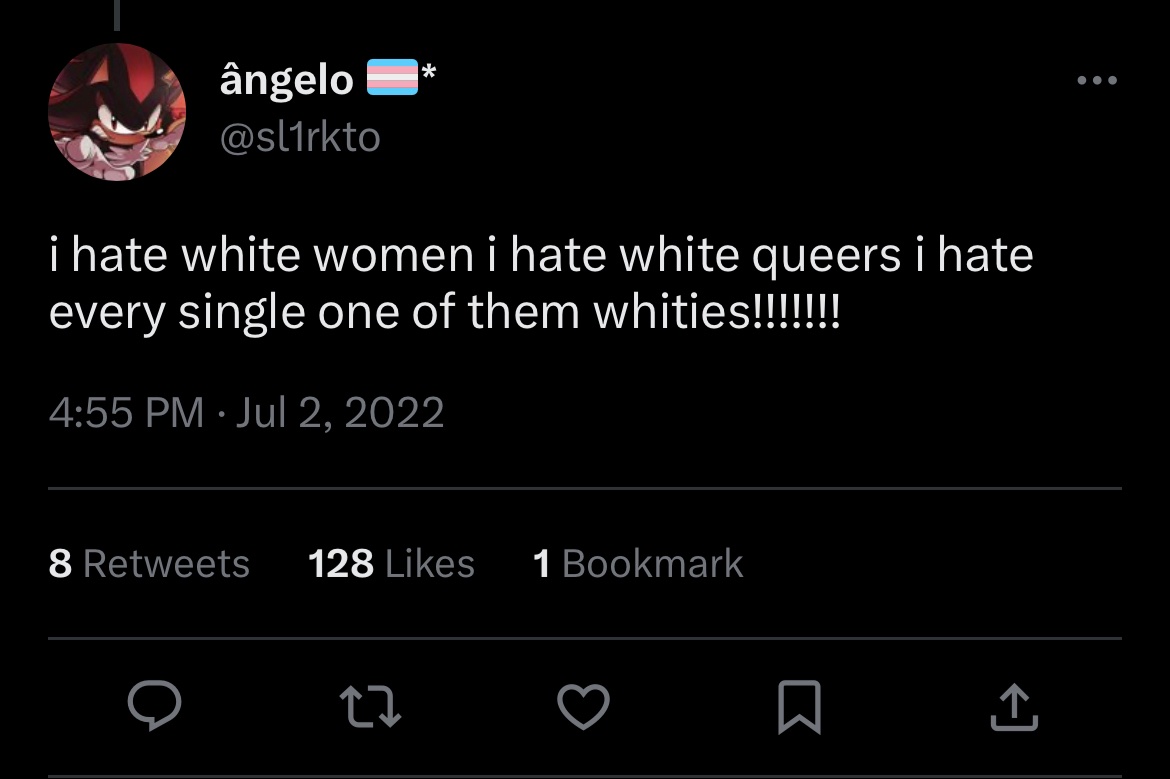 ângelo 🏳️‍⚧️*
@sl1rkto
i hate white women i hate white queers i hate
every single one of them whities!!!!!!!
4:55 PM · Jul 2, 2022
8 Retweets 128 Likes 1 Bookmark